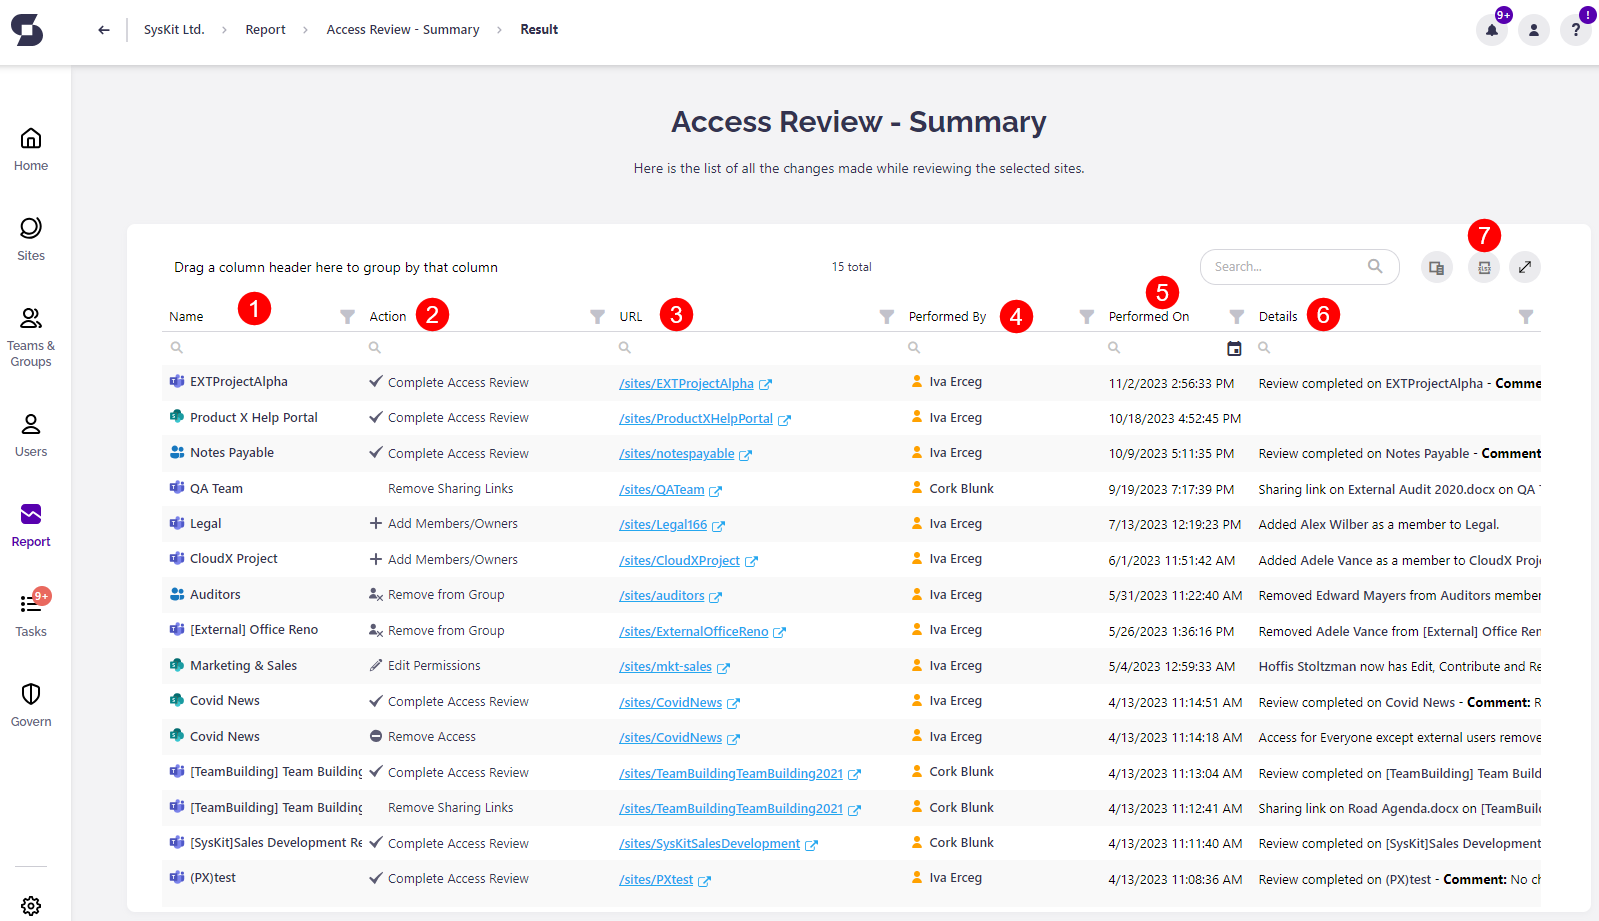 SysKit Ltd. > Report > Access Review - Summary > Result
9+
!
?
Home
Sites
Teams &
Groups
Users
Report
9+
Tasks
Govern
Access Review - Summary
Here is the list of all the changes made while reviewing the selected sites.
7
Drag a column header here to group by that column 15 total Search... XLSX
Name 1 Action 2 URL 3 Performed By 4 Performed On 5 Details 6
EXTProjectAlpha Complete Access Review /sites/EXTProjectAlpha Iva Erceg 11/2/2023 2:56:33 PM Review completed on EXTProjectAlpha - Comme
Product X Help Portal Complete Access Review /sites/ProductXHelpPortal Iva Erceg 10/18/2023 4:52:45 PM
Notes Payable Complete Access Review /sites/notespayable Iva Erceg 10/9/2023 5:11:35 PM Review completed on Notes Payable - Comment
QA Team Remove Sharing Links /sites/QATeam Cork Blunk 9/19/2023 7:17:39 PM Sharing link on External Audit 2020.docx on QA T
Legal Add Members/Owners /sites/Legal166 Iva Erceg 7/13/2023 12:19:23 PM Added Alex Wilber as a member to Legal.
CloudX Project Add Members/Owners /sites/CloudXProject Iva Erceg 6/1/2023 11:51:42 AM Added Adele Vance as a member to CloudX Proj
Auditors Remove from Group /sites/auditors Iva Erceg 5/31/2023 11:22:40 AM Removed Edward Mayers from Auditors member
[External] Office Reno Remove from Group /sites/ExternalOfficeReno Iva Erceg 5/26/2023 1:36:16 PM Removed Adele Vance from [External] Office Ren
Marketing & Sales Edit Permissions /sites/mkt-sales Iva Erceg 5/4/2023 12:59:33 AM Hoffis Stoltzman now has Edit, Contribute and Re
Covid News Complete Access Review /sites/CovidNews Iva Erceg 4/13/2023 11:14:51 AM Review completed on Covid News - Comment: R
Covid News Remove Access /sites/CovidNews Iva Erceg 4/13/2023 11:14:18 AM Access for Everyone except external users remove
[TeamBuilding] Team Building Complete Access Review /sites/TeamBuildingTeamBuilding2021 Cork Blunk 4/13/2023 11:13:04 AM Review completed on [TeamBuilding] Team Build
[TeamBuilding] Team Building Remove Sharing Links /sites/TeamBuildingTeamBuilding2021 Cork Blunk 4/13/2023 11:12:41 AM Sharing link on Road Agenda.docx on [TeamBuil
[SysKit]Sales Development Re Complete Access Review /sites/SysKitSalesDevelopment Cork Blunk 4/13/2023 11:11:40 AM Review completed on [SysKit]Sales Development
(PX)test Complete Access Review /sites/PXtest Iva Erceg 4/13/2023 11:08:36 AM Review completed on (PX)test - Comment: No ch